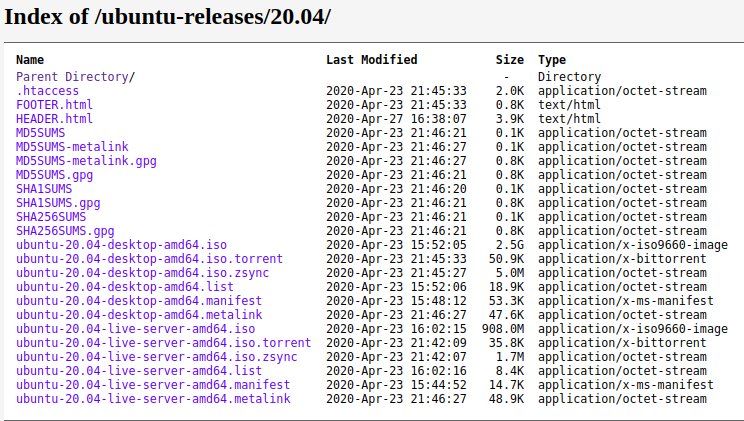 Index of /ubuntu-releases/20.04/
Name Last Modified Size Type
Parent Directory/ - Directory
.htaccess 2020-Apr-23 21:45:33 2.0K application/octet-stream
FOOTER.html 2020-Apr-23 21:45:33 0.8K text/html
HEADER.html 2020-Apr-27 16:38:07 3.9K text/html
MD5SUMS 2020-Apr-23 21:46:21 0.1K application/octet-stream
MD5SUMS-metalink 2020-Apr-23 21:46:27 0.1K application/octet-stream
MD5SUMS-metalink.gpg 2020-Apr-23 21:46:27 0.8K application/octet-stream
MD5SUMS.gpg 2020-Apr-23 21:46:21 0.8K application/octet-stream
SHA1SUMS 2020-Apr-23 21:46:20 0.1K application/octet-stream
SHA1SUMS.gpg 2020-Apr-23 21:46:21 0.8K application/octet-stream
SHA256SUMS 2020-Apr-23 21:46:21 0.1K application/octet-stream
SHA256SUMS.gpg 2020-Apr-23 21:46:21 0.8K application/octet-stream
ubuntu-20.04-desktop-amd64.iso 2020-Apr-23 15:52:05 2.5G application/x-iso9660-image
ubuntu-20.04-desktop-amd64.iso.torrent 2020-Apr-23 21:45:33 50.9K application/x-bittorrent
ubuntu-20.04-desktop-amd64.iso.zsync 2020-Apr-23 21:45:27 5.0M application/octet-stream
ubuntu-20.04-desktop-amd64.list 2020-Apr-23 15:52:06 18.9K application/octet-stream
ubuntu-20.04-desktop-amd64.manifest 2020-Apr-23 15:48:12 53.3K application/x-ms-manifest
ubuntu-20.04-desktop-amd64.metalink 2020-Apr-23 21:46:27 47.6K application/octet-stream
ubuntu-20.04-live-server-amd64.iso 2020-Apr-23 16:02:15 908.0M application/x-iso9660-image
ubuntu-20.04-live-server-amd64.iso.torrent 2020-Apr-23 21:42:09 35.8K application/x-bittorrent
ubuntu-20.04-live-server-amd64.iso.zsync 2020-Apr-23 21:42:07 1.7M application/octet-stream
ubuntu-20.04-live-server-amd64.list 2020-Apr-23 16:02:16 8.4K application/octet-stream
ubuntu-20.04-live-server-amd64.manifest 2020-Apr-23 15:44:52 14.7K application/x-ms-manifest
ubuntu-20.04-live-server-amd64.metalink 2020-Apr-23 21:46:27 48.9K application/octet-stream